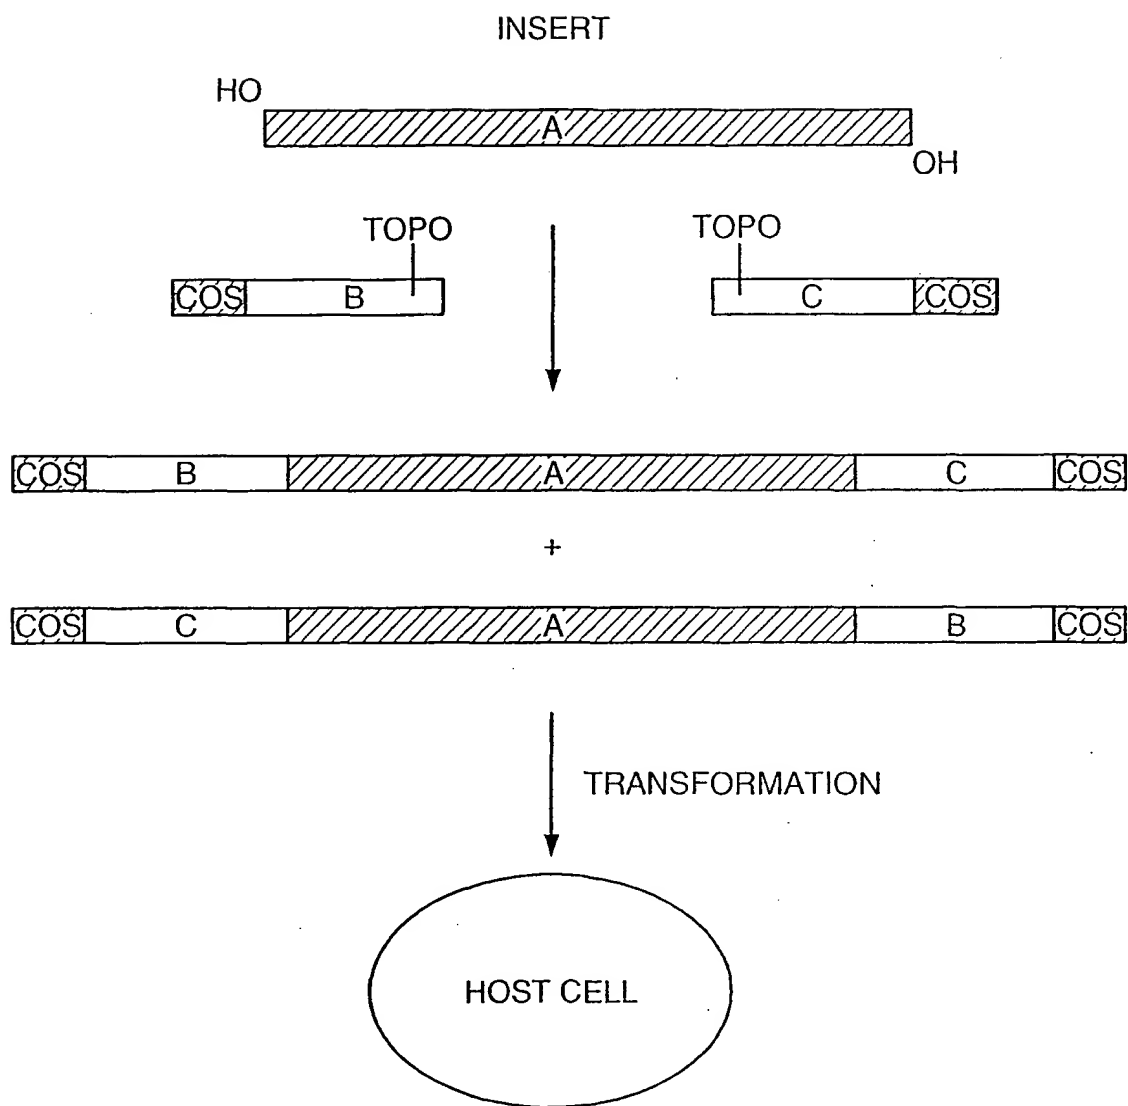 INSERT
HO
A
OH
TOPO TOPO
COS B C COS
COS B A C COS
+
COS C A B COS
TRANSFORMATION
HOST CELL